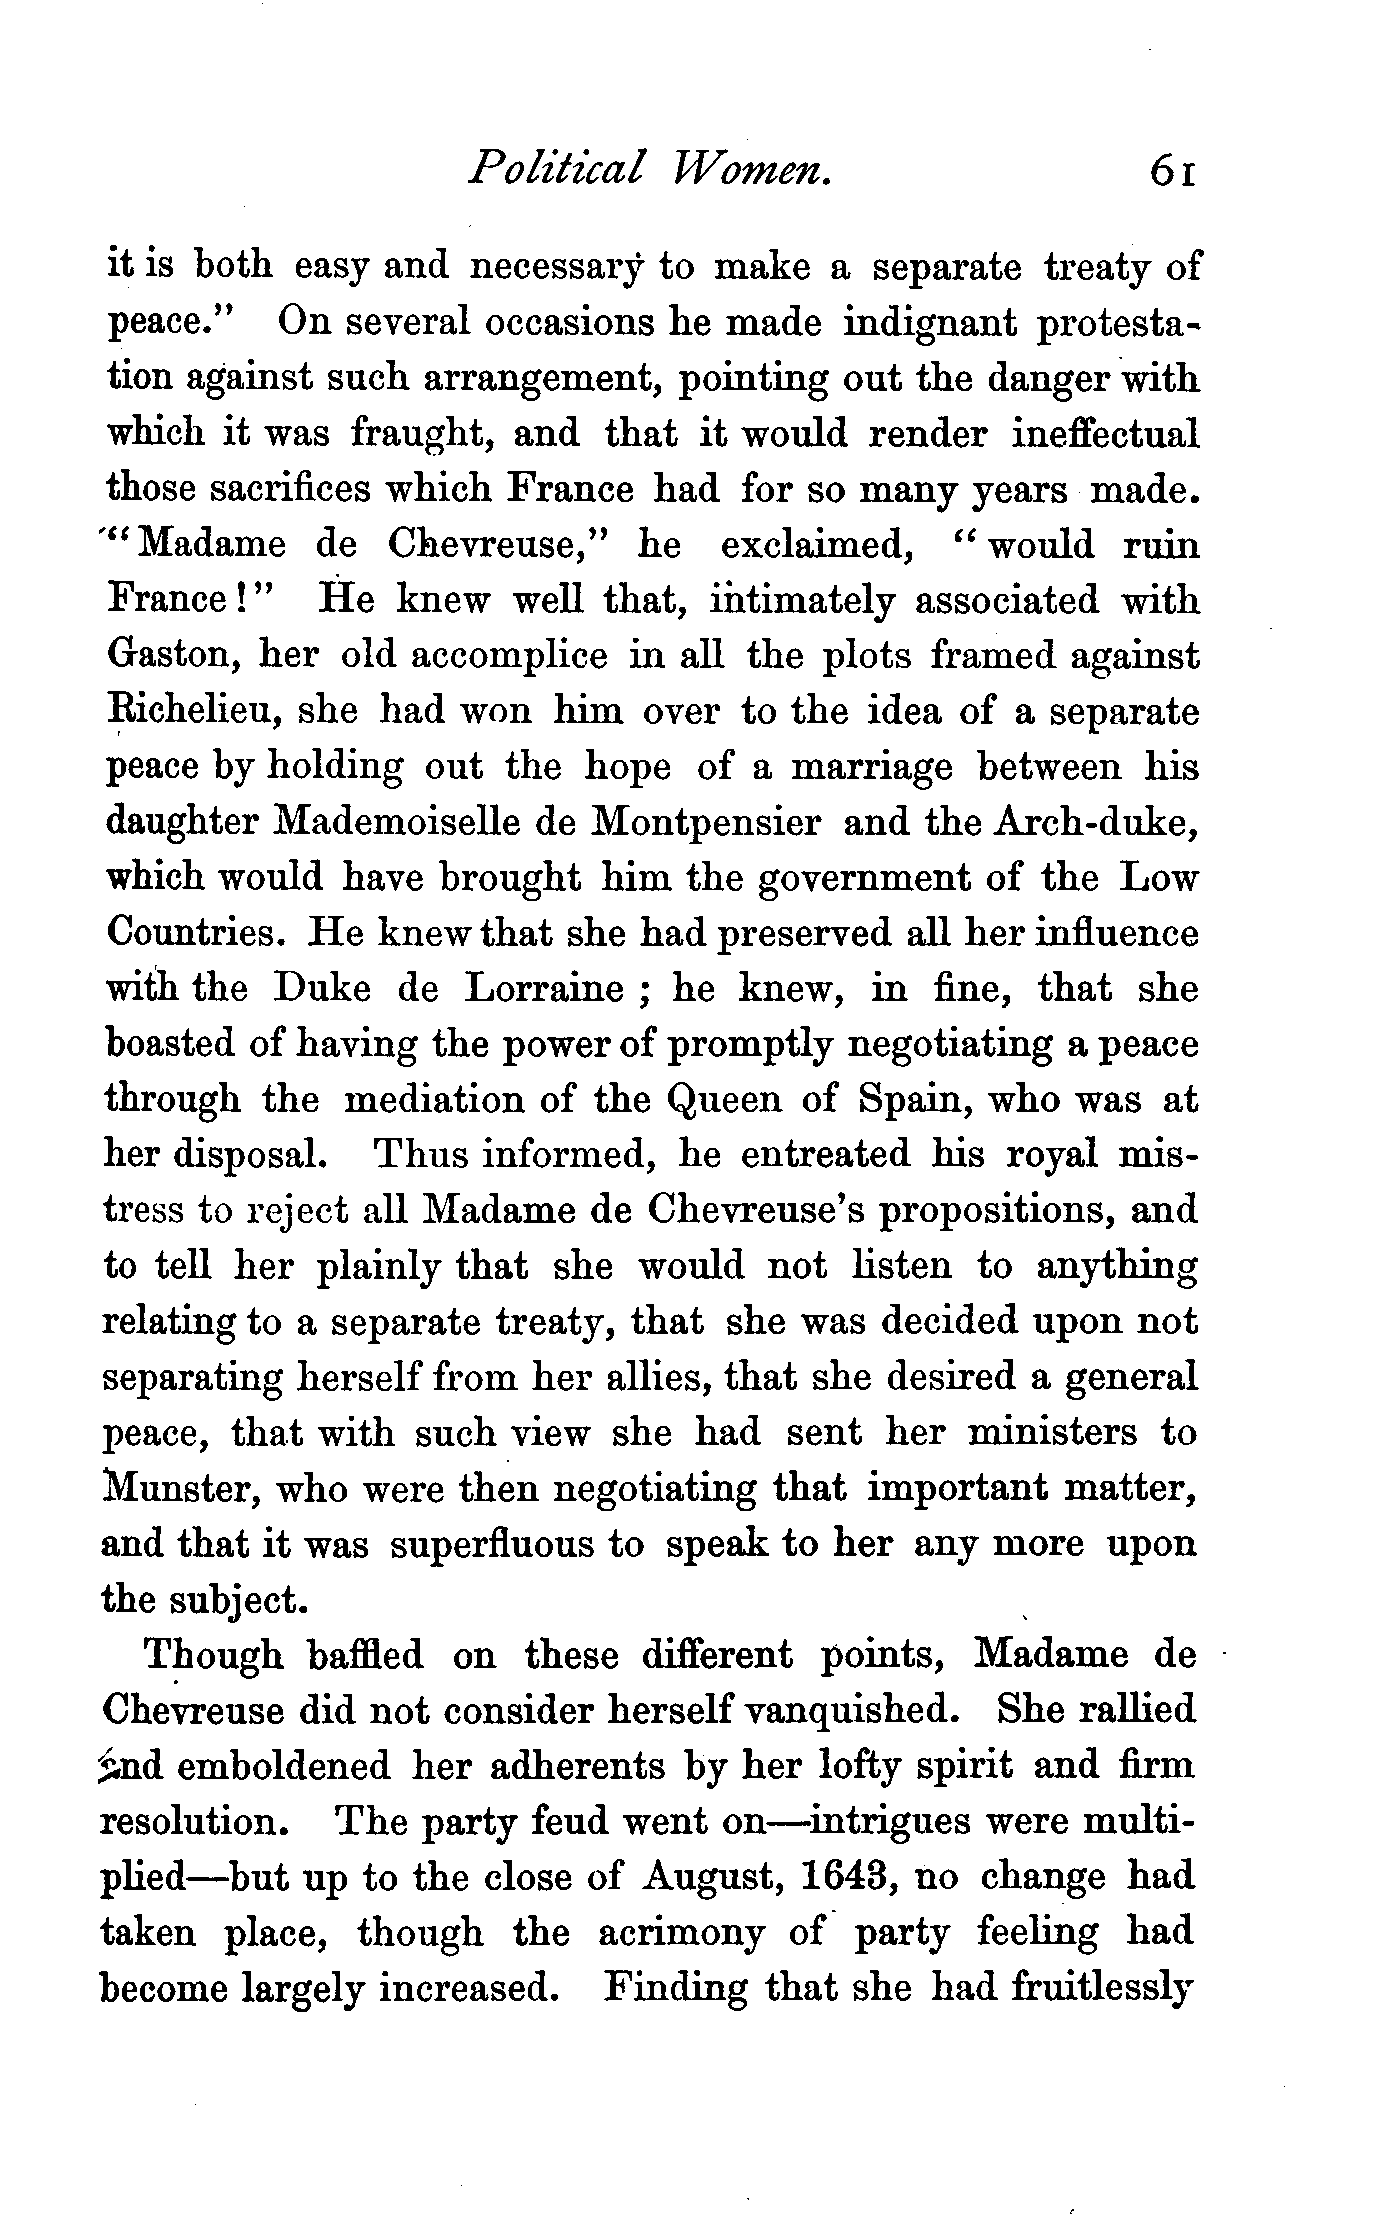 Political Women. 61
it is both easy and necessary to make a separate treaty of
peace." On several occasions he made indignant protesta-
tion against such arrangement, pointing out the danger with
which it was fraught, and that it would render ineffectual
those sacrifices which France had for so many years made.
"Madame de Chevreuse," he exclaimed, "would ruin
France!" He knew well that, intimately associated with
Gaston, her old accomplice in all the plots framed against
Richelieu, she had won him over to the idea of a separate
peace by holding out the hope of a marriage between his
daughter Mademoiselle de Montpensier and the Arch-duke,
which would have brought him the government of the Low
Countries. He knew that she had preserved all her influence
with the Duke de Lorraine ; he knew, in fine, that she
boasted of having the power of promptly negotiating a peace
through the mediation of the Queen of Spain, who was at
her disposal. Thus informed, he entreated his royal mis-
tress to reject all Madame de Chevreuse's propositions, and
to tell her plainly that she would not listen to anything
relating to a separate treaty, that she was decided upon not
separating herself from her allies, that she desired a general
peace, that with such view she had sent her ministers to
Munster, who were then negotiating that important matter,
and that it was superfluous to speak to her any more upon
the subject.
Though baffled on these different points, Madame de
Chevreuse did not consider herself vanquished. She rallied
and emboldened her adherents by her lofty spirit and firm
resolution. The party feud went on—intrigues were multi-
plied—but up to the close of August, 1643, no change had
taken place, though the acrimony of party feeling had
become largely increased. Finding that she had fruitlessly